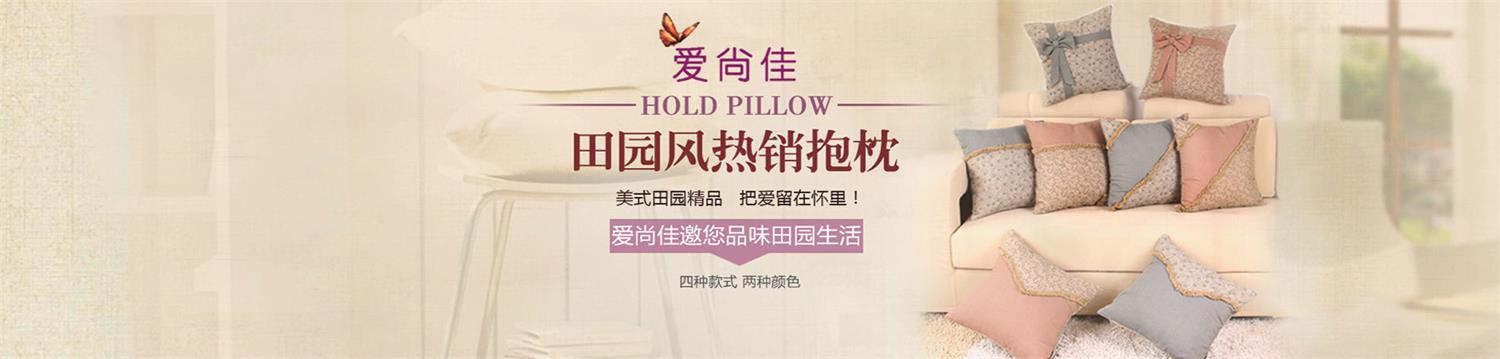 爱尚佳
HOLD PILLOW
田园风热销抱枕
美式田园精品 把爱留在怀里！
爱尚佳邀您品味田园生活
四种款式 两种颜色